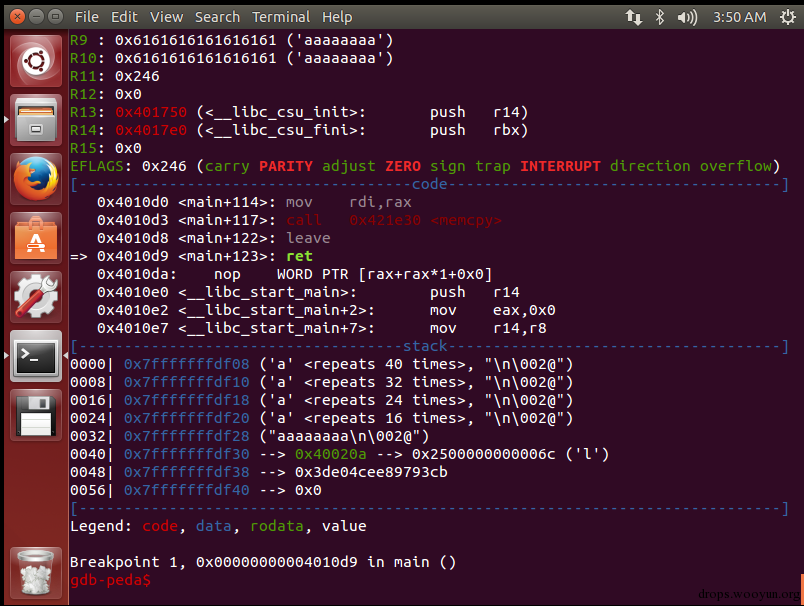 File Edit View Search Terminal Help 3:50 AM
R9 : 0x6161616161616161 ('aaaaaaaa')
R10: 0x6161616161616161 ('aaaaaaaa')
R11: 0x246
R12: 0x0
R13: 0x401750 (<__libc_csu_init>: push r14)
R14: 0x4017e0 (<__libc_csu_fini>: push rbx)
R15: 0x0
EFLAGS: 0x246 (carry PARITY adjust ZERO sign trap INTERRUPT direction overflow)
[-------------------------------------code-------------------------------------]
0x4010d0 <main+114>: mov rdi,rax
0x4010d3 <main+117>: call 0x421e30 <memcpy>
0x4010d8 <main+122>: leave
=> 0x4010d9 <main+123>: ret
0x4010da: nop WORD PTR [rax+rax*1+0x0]
0x4010e0 <__libc_start_main>: push r14
0x4010e2 <__libc_start_main+2>: mov eax,0x0
0x4010e7 <__libc_start_main+7>: mov r14,r8
[------------------------------------stack-------------------------------------]
0000| 0x7fffffffdf08 ('a' <repeats 40 times>, "\n\002@")
0008| 0x7fffffffdf10 ('a' <repeats 32 times>, "\n\002@")
0016| 0x7fffffffdf18 ('a' <repeats 24 times>, "\n\002@")
0024| 0x7fffffffdf20 ('a' <repeats 16 times>, "\n\002@")
0032| 0x7fffffffdf28 ("aaaaaaaa\n\002@")
0040| 0x7fffffffdf30 --> 0x40020a --> 0x2500000000006c ('l')
0048| 0x7fffffffdf38 --> 0x3de04cee89793cb
0056| 0x7fffffffdf40 --> 0x0
[------------------------------------------------------------------------------]
Legend: code, data, rodata, value
Breakpoint 1, 0x00000000004010d9 in main ()
gdb-peda$
drops.wooyun.org